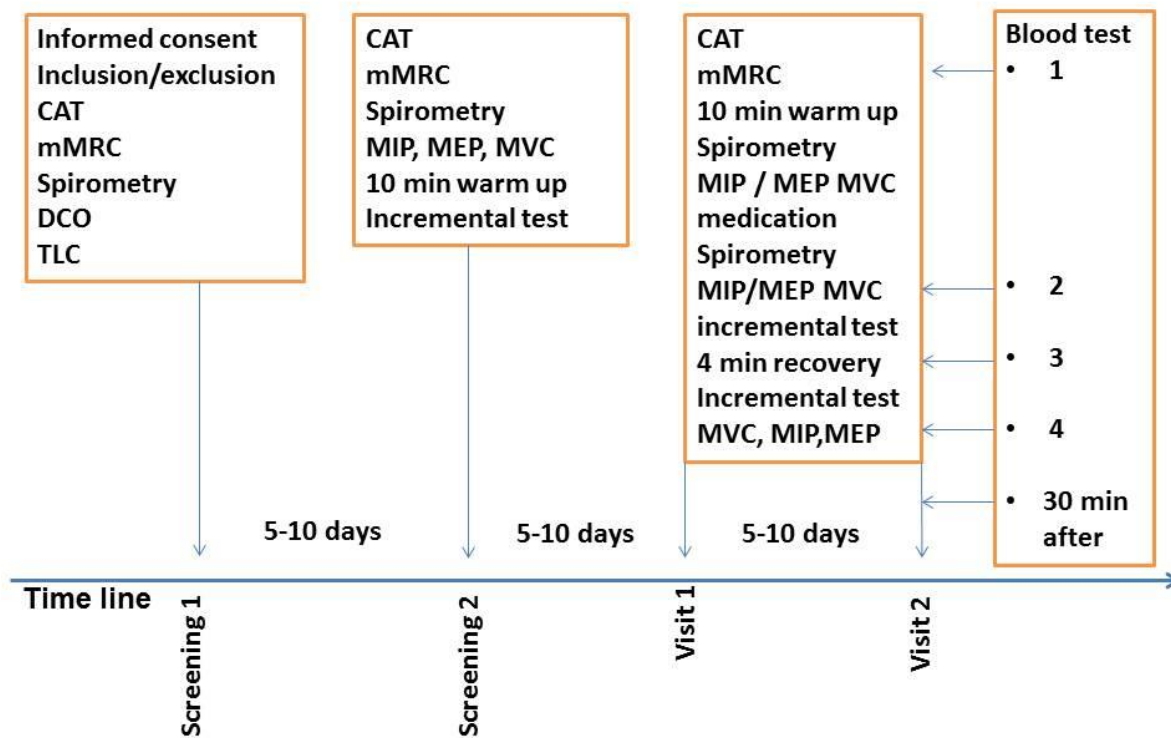 Informed consent
Inclusion/exclusion
CAT
mMRC
Spirometry
DCO
TLC
CAT
mMRC
Spirometry
MIP, MEP, MVC
10 min warm up
Incremental test
CAT
mMRC
10 min warm up
Spirometry
MIP / MEP MVC
medication
Spirometry
MIP/MEP MVC
incremental test
4 min recovery
Incremental test
MVC, MIP,MEP
Blood test
• 1
• 2
• 3
• 4
• 30 min
after
5-10 days
5-10 days
5-10 days
Time line
Screening 1
Screening 2
Visit 1
Visit 2